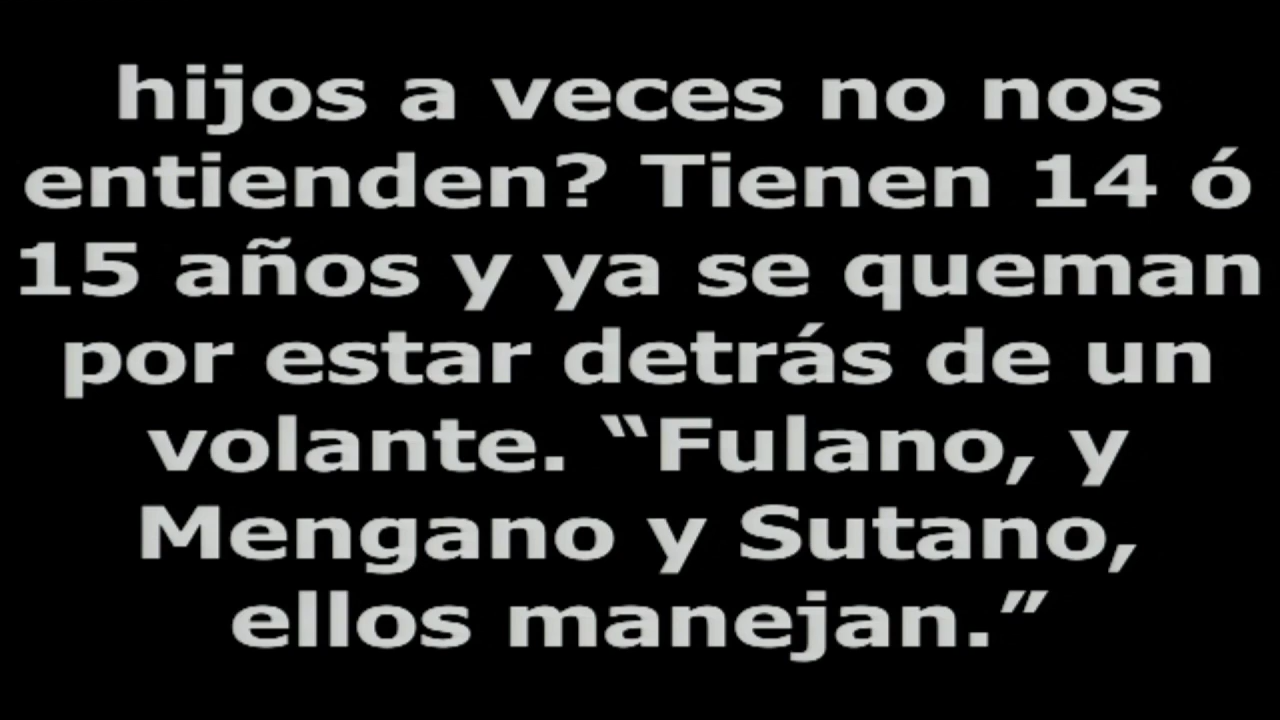 hijos a veces no nos
entienden? Tienen 14 ó
15 años y ya se queman
por estar detrás de un
volante. “Fulano, y
Mengano y Sutano,
ellos manejan.”